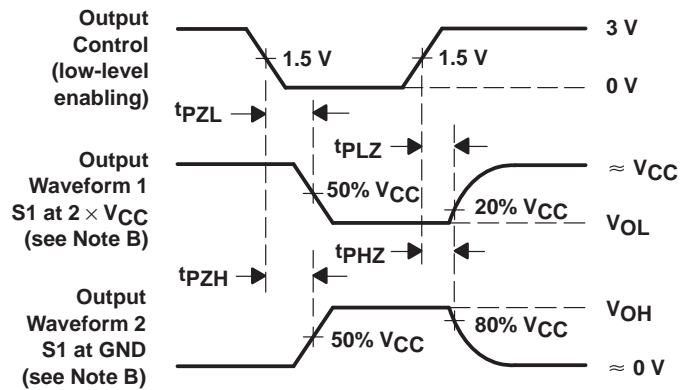 Output
Control
(low-level
enabling)
1.5 V
1.5 V
3 V
0 V
tPZL
tPLZ
Output
Waveform 1
S1 at 2 × VCC
(see Note B)
50% VCC
20% VCC
≈ VCC
VOL
tPZH
tPHZ
Output
Waveform 2
S1 at GND
(see Note B)
50% VCC
80% VCC
VOH
≈ 0 V